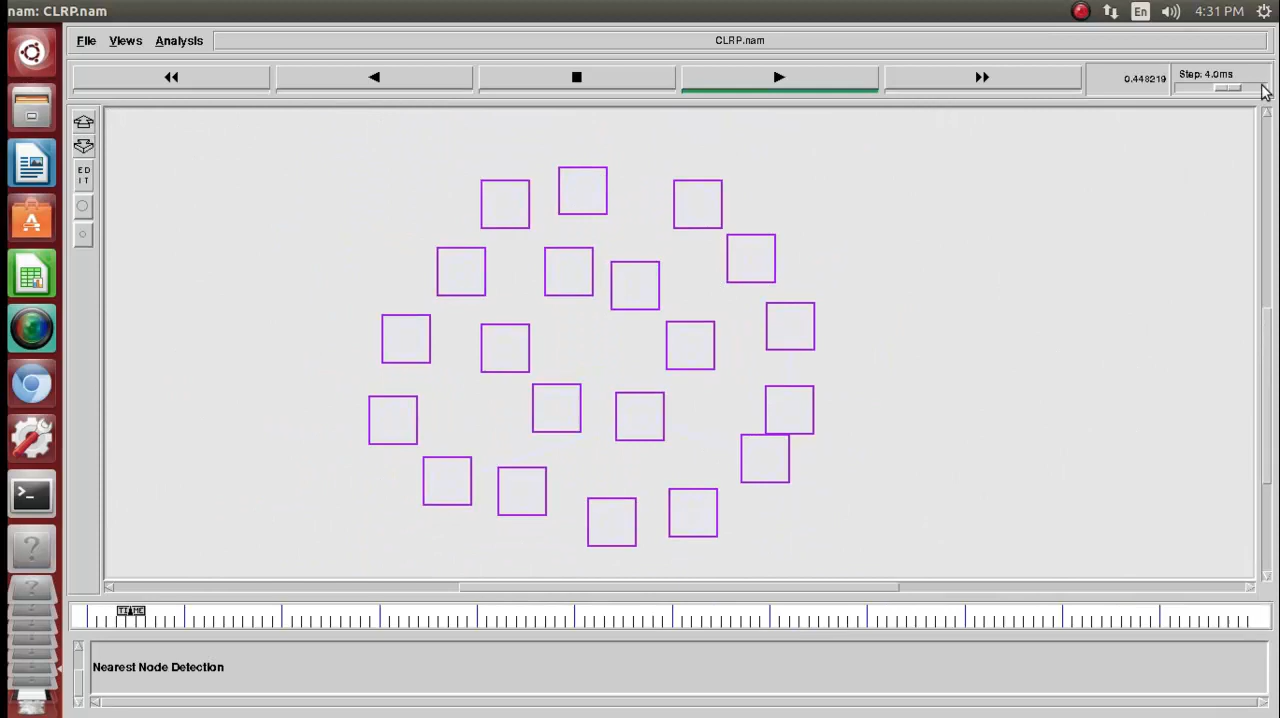 nam: CLRP.nam
En
4:31 PM
File Views Analysis
CLRP.nam
0.448219
Step: 4.0ms
ED
IT
TIME
Nearest Node Detection